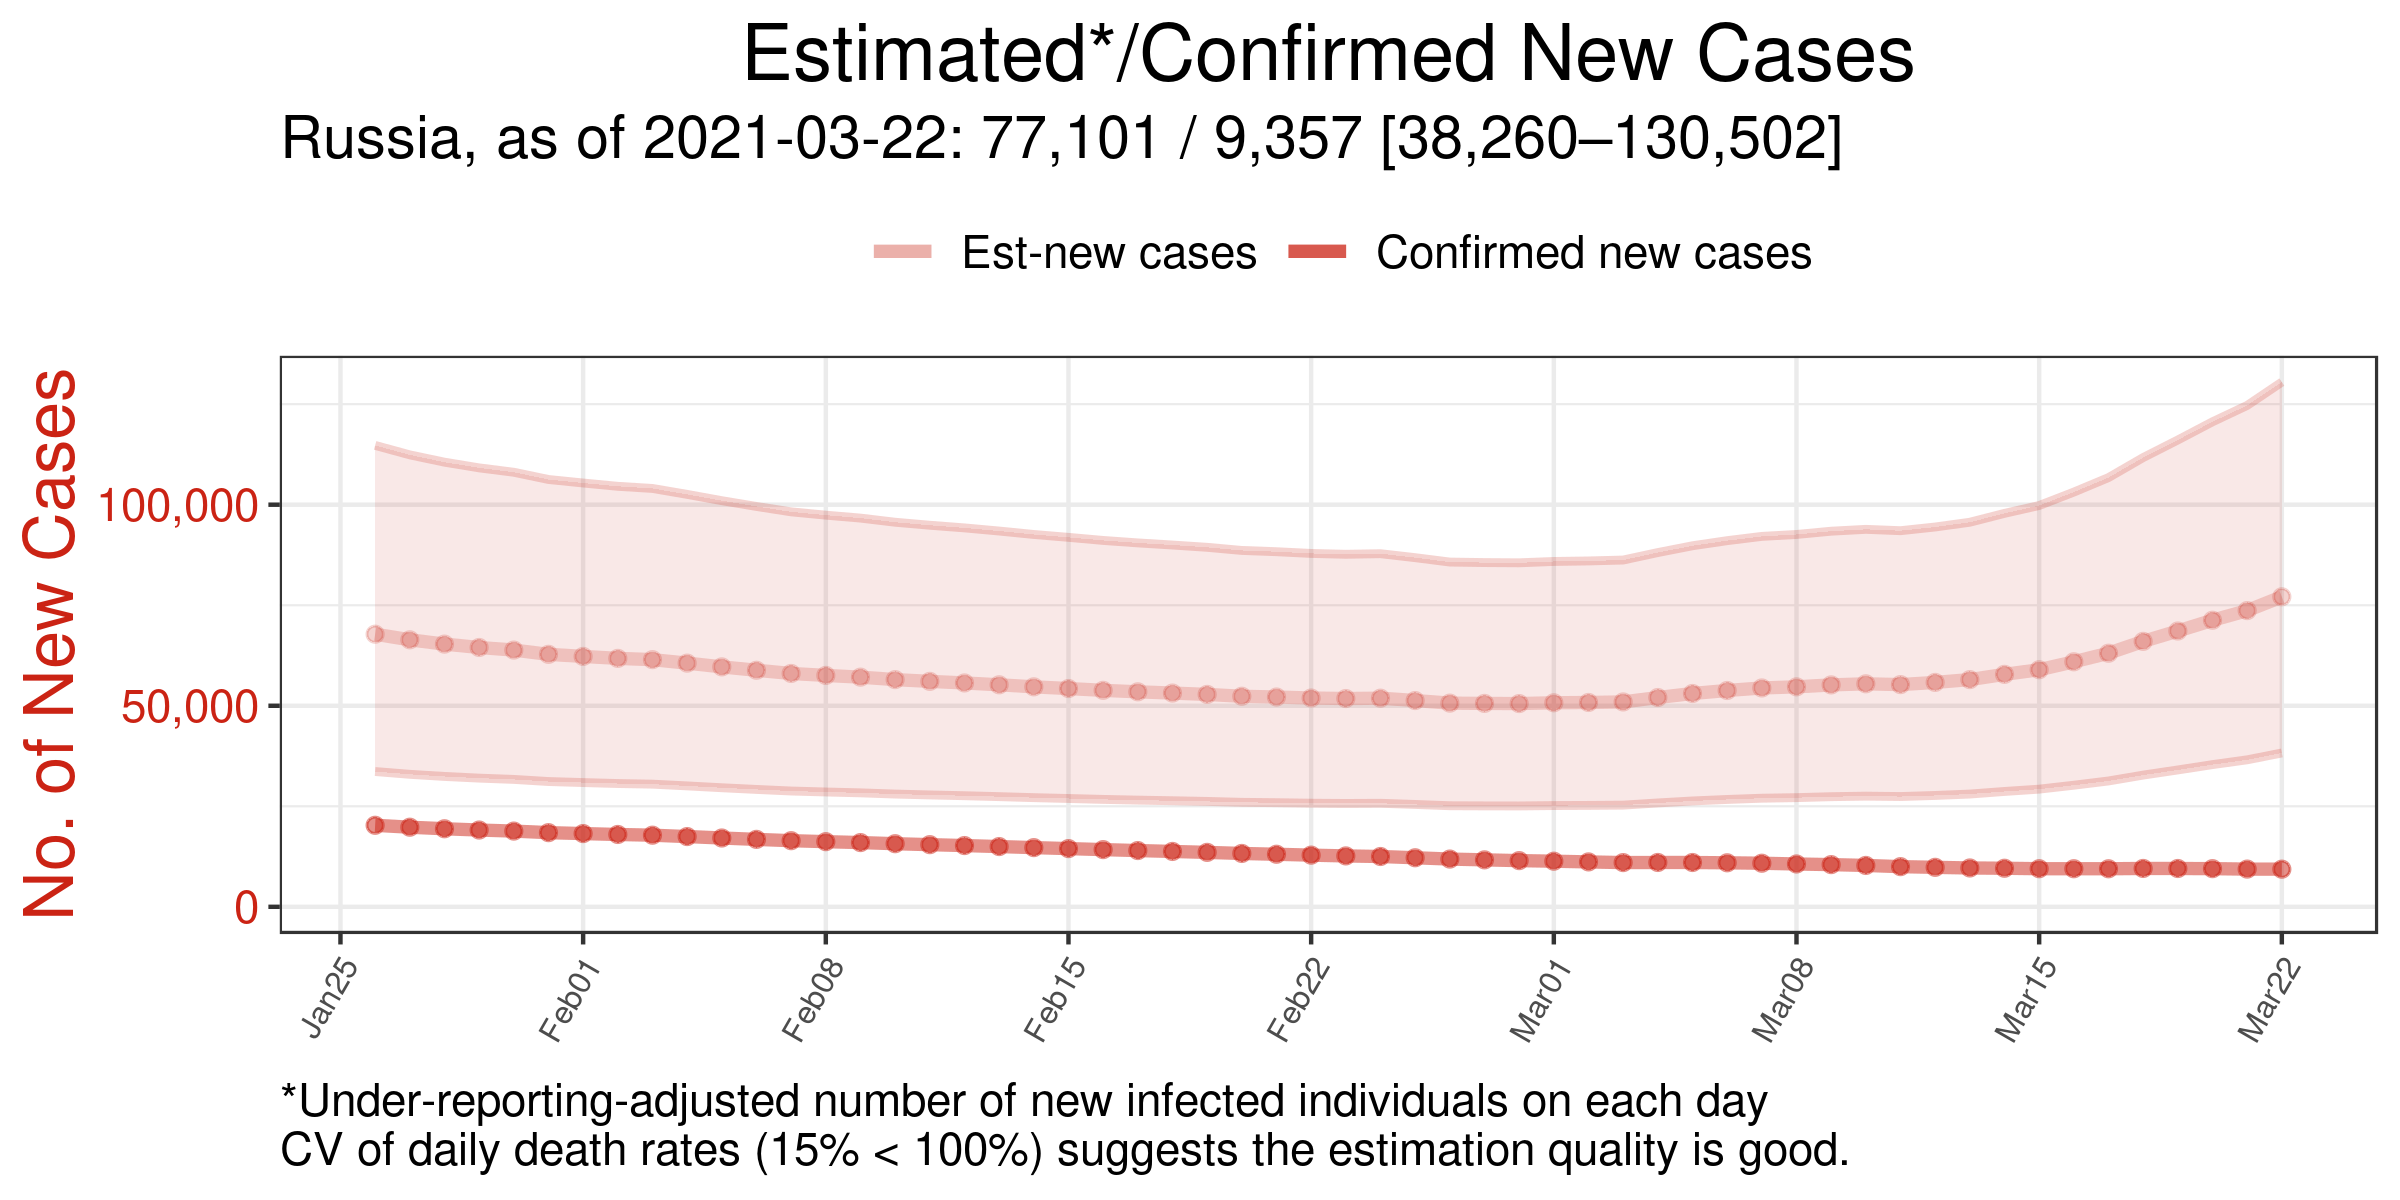 Estimated*/Confirmed New Cases
Russia, as of 2021-03-22: 77,101 / 9,357 [38,260–130,502]
Est-new cases
Confirmed new cases
No. of New Cases
100,000
50,000
0
Jan25
Feb01
Feb08
Feb15
Feb22
Mar01
Mar08
Mar15
Mar22
*Under-reporting-adjusted number of new infected individuals on each day
CV of daily death rates (15% < 100%) suggests the estimation quality is good.